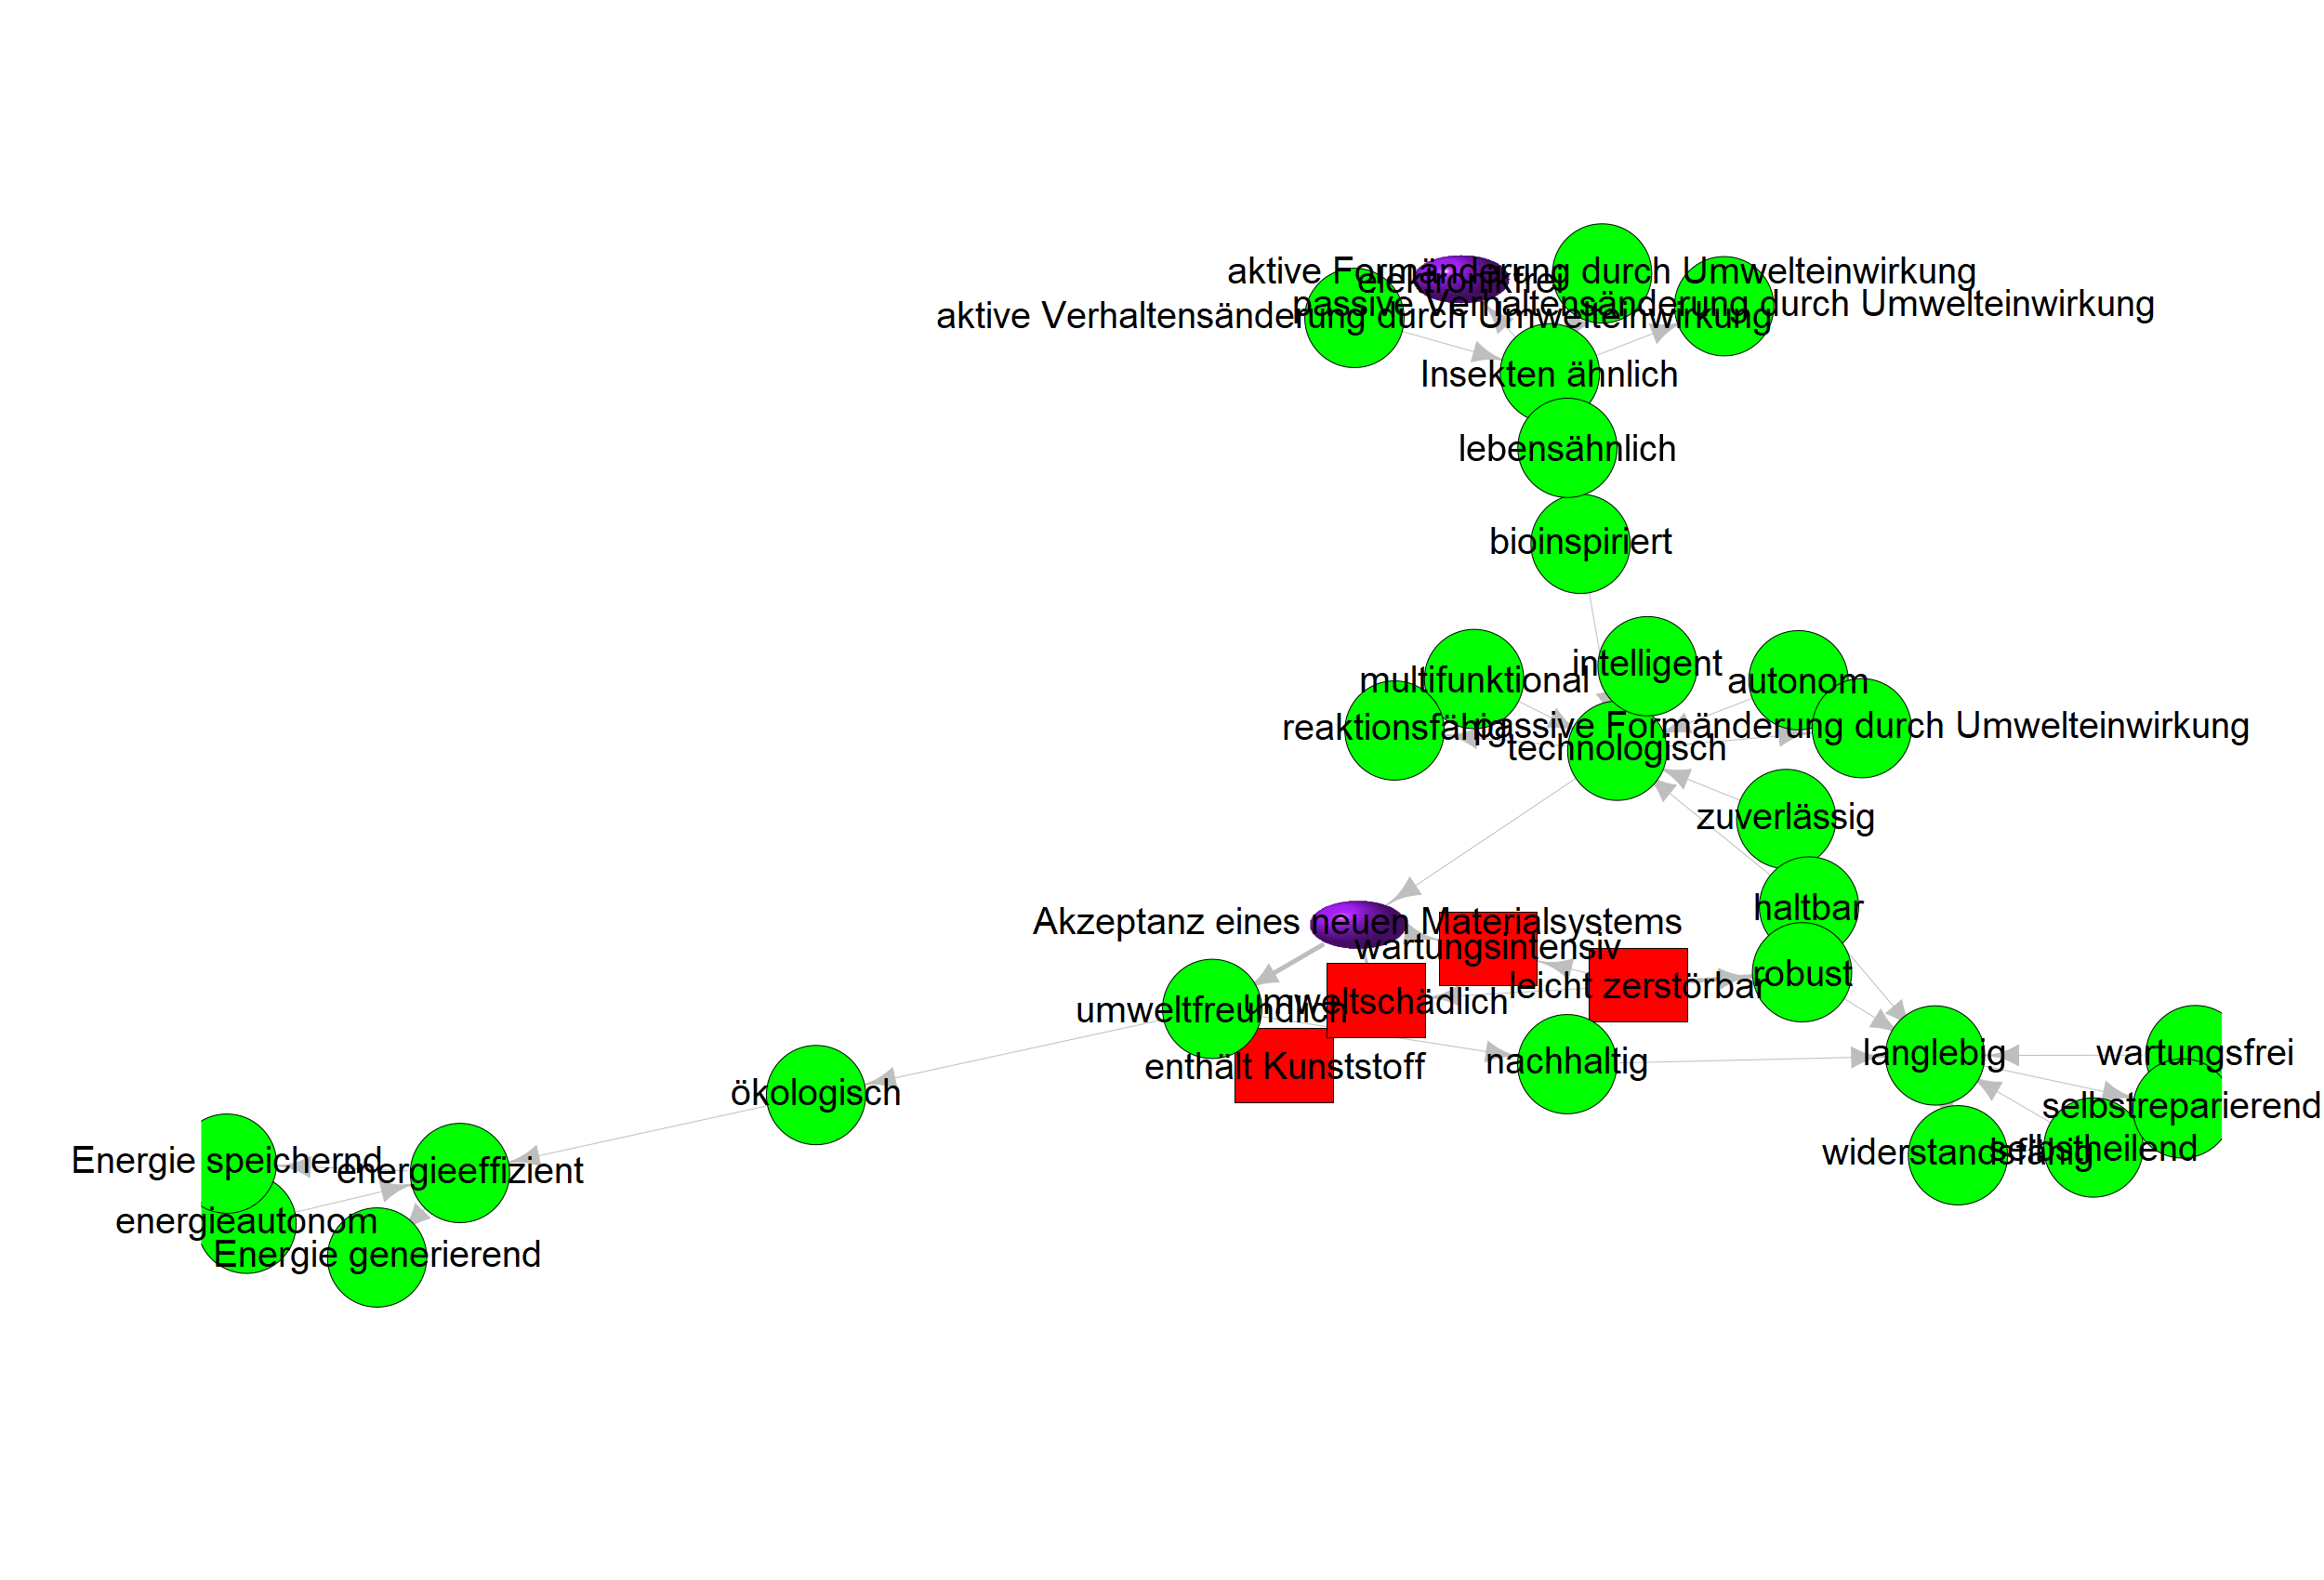 aktive Formänderung durch Umwelteinwirkung
elektronikfrei
passive Verhaltensänderung durch Umwelteinwirkung
aktive Verhaltensänderung durch Umwelteinwirkung
Insekten ähnlich
lebensähnlich
bioinspiriert
intelligent
multifunktional
autonom
reaktionsfähig
passive Formänderung durch Umwelteinwirkung
technologisch
zuverlässig
haltbar
Akzeptanz eines neuen Materialsystems
wartungsintensiv
robust
leicht zerstörbar
umweltschädlich
umweltfreundlich
langlebig
wartungsfrei
nachhaltig
enthält Kunststoff
ökologisch
selbstreparierend
selbstheilend
widerstandsfähig
Energie speichernd
energieeffizient
energieautonom
Energie generierend